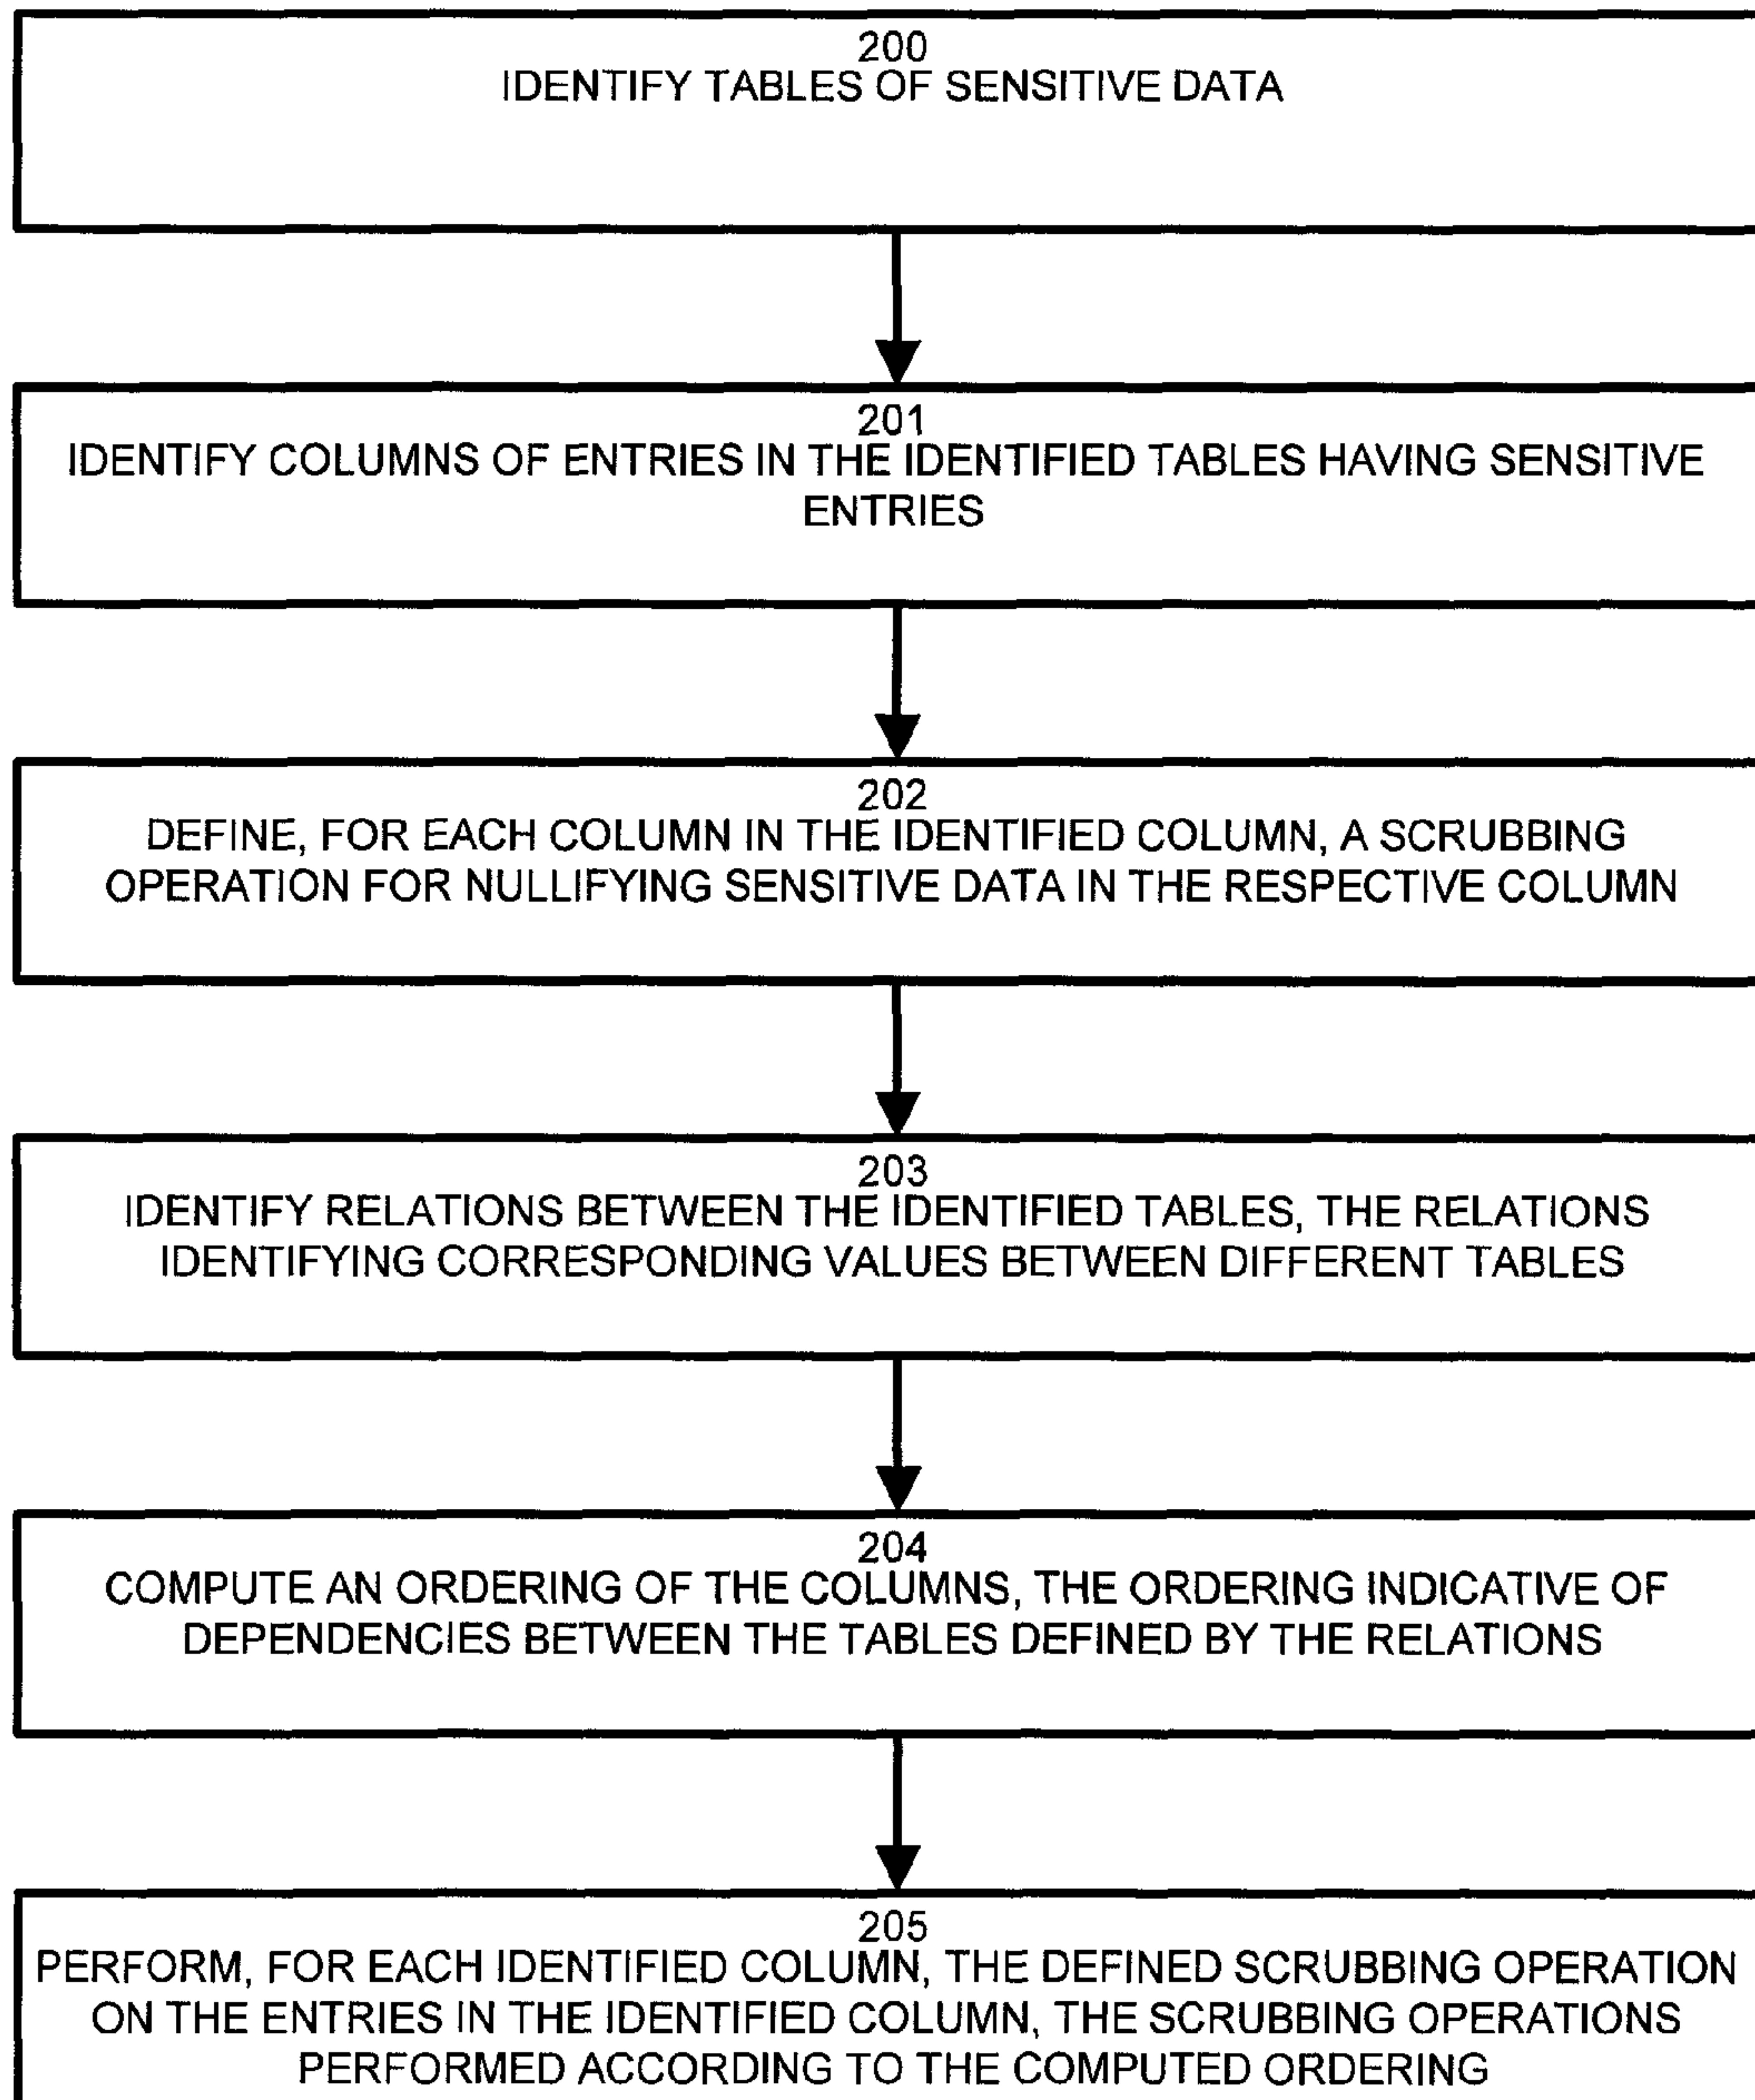 200
IDENTIFY TABLES OF SENSITIVE DATA
201
IDENTIFY COLUMNS OF ENTRIES IN THE IDENTIFIED TABLES HAVING SENSITIVE
ENTRIES
202
DEFINE, FOR EACH COLUMN IN THE IDENTIFIED COLUMN, A SCRUBBING
OPERATION FOR NULLIFYING SENSITIVE DATA IN THE RESPECTIVE COLUMN
203
IDENTIFY RELATIONS BETWEEN THE IDENTIFIED TABLES, THE RELATIONS
IDENTIFYING CORRESPONDING VALUES BETWEEN DIFFERENT TABLES
204
COMPUTE AN ORDERING OF THE COLUMNS, THE ORDERING INDICATIVE OF
DEPENDENCIES BETWEEN THE TABLES DEFINED BY THE RELATIONS
205
PERFORM, FOR EACH IDENTIFIED COLUMN, THE DEFINED SCRUBBING OPERATION
ON THE ENTRIES IN THE IDENTIFIED COLUMN, THE SCRUBBING OPERATIONS
PERFORMED ACCORDING TO THE COMPUTED ORDERING